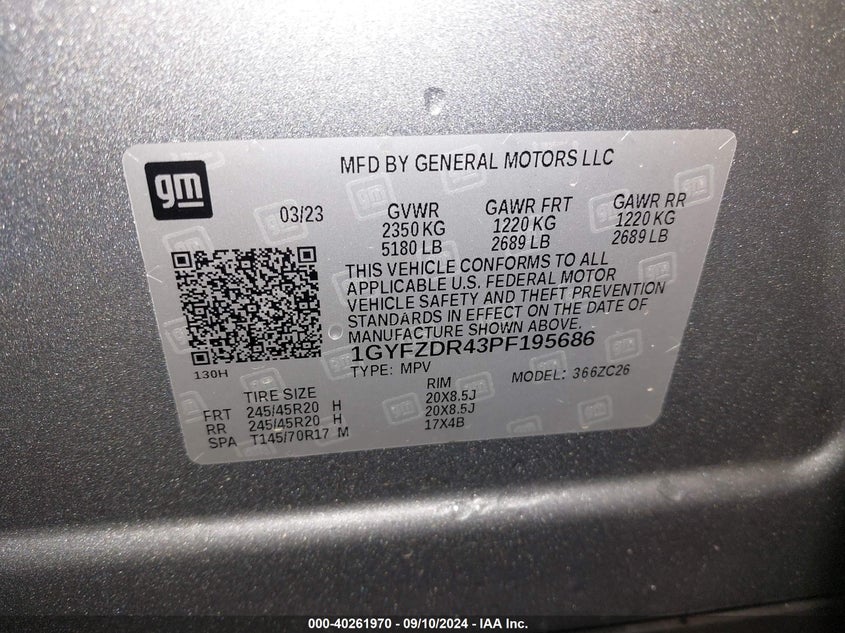 gm
MFD BY GENERAL MOTORS LLC
03/23
GVWR
2350 KG
5180 LB
GAWR FRT
1220 KG
2689 LB
GAWR RR
1220 KG
2689 LB
THIS VEHICLE CONFORMS TO ALL
APPLICABLE U.S. FEDERAL MOTOR
VEHICLE SAFETY AND THEFT PREVENTION
STANDARDS IN EFFECT ON THE DATE OF
MANUFACTURE SHOWN ABOVE.
1GYFZDR43PF195686
130H
TYPE: MPV
MODEL: 366ZC26
TIRE SIZE
RIM
FRT 245/45R20 H 20X8.5J
RR 245/45R20 H 20X8.5J
SPA T145/70R17 M 17X4B
000-40261970 - 09/10/2024 - IAA Inc.